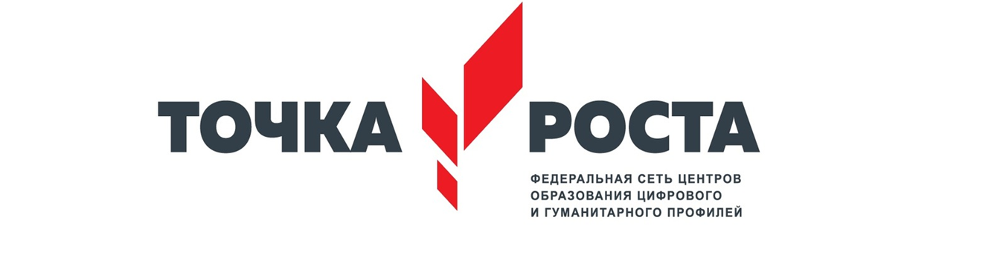 ТОЧКА РОСТА
ФЕДЕРАЛЬНАЯ СЕТЬ ЦЕНТРОВ
ОБРАЗОВАНИЯ ЦИФРОВОГО
И ГУМАНИТАРНОГО ПРОФИЛЕЙ